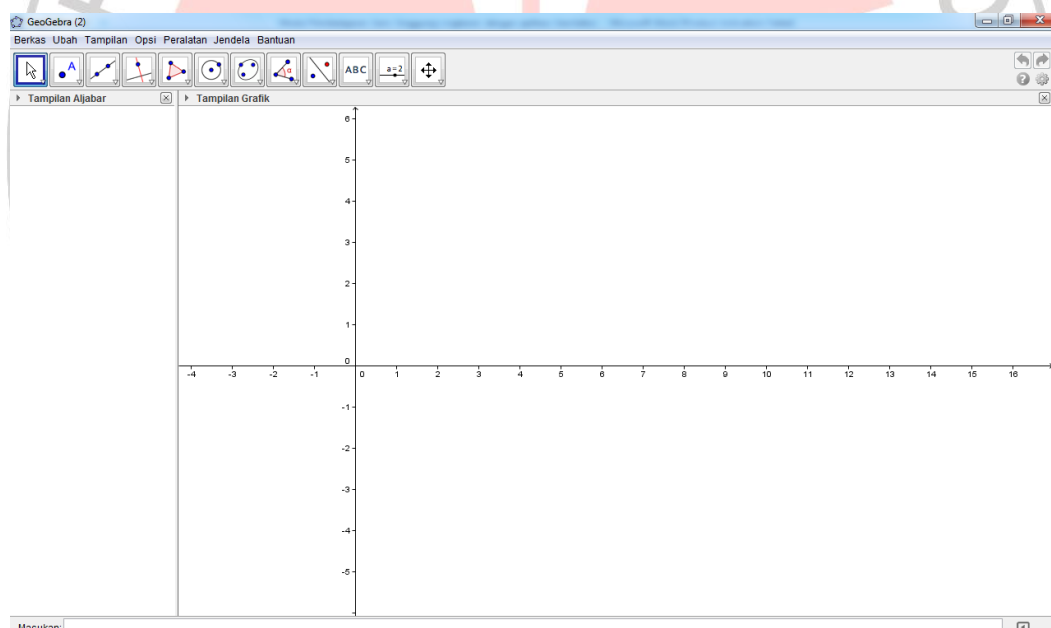 GeoGebra (2)
Berkas Ubah Tampilan Opsi Peralatan Jendela Bantuan
A
α
ABC
a=2
Tampilan Aljabar
Tampilan Grafik
6
5
4
3
2
1
0
-4 -3 -2 -1 0 1 2 3 4 5 6 7 8 9 10 11 12 13 14 15 16
-1
-2
-3
-4
-5
Masukan: